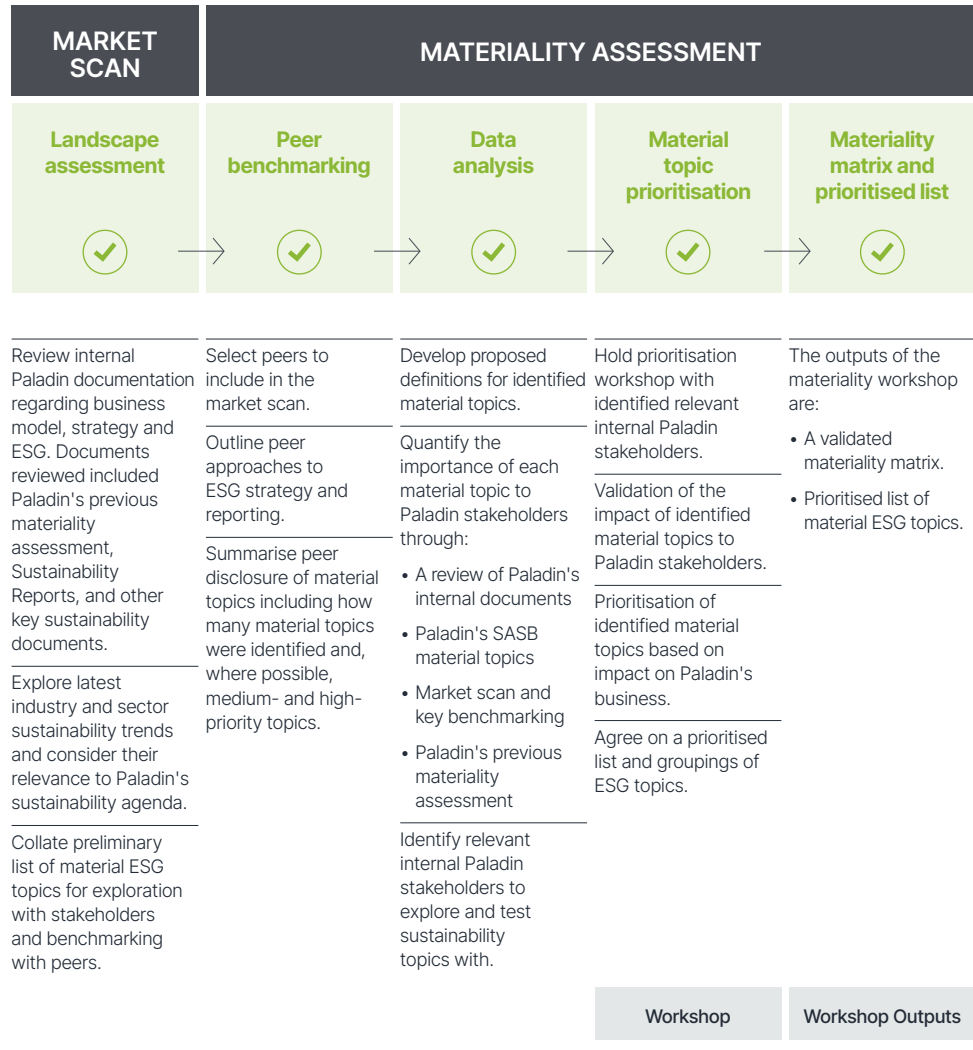 MARKET
SCAN
MATERIALITY ASSESSMENT
Landscape
assessment
Peer
benchmarking
Data
analysis
Material
topic
prioritisation
Materiality
matrix and
prioritised list
Review internal
Paladin documentation
regarding business
model, strategy and
ESG. Documents
reviewed included
Paladin's previous
materiality
assessment,
Sustainability
Reports, and other
key sustainability
documents.
Explore latest
industry and sector
sustainability trends
and consider their
relevance to Paladin's
sustainability agenda.
Collate preliminary
list of material ESG
topics for exploration
with stakeholders
and benchmarking
with peers.
Select peers to
include in the
market scan.
Outline peer
approaches to
ESG strategy and
reporting.
Summarise peer
disclosure of material
topics including how
many material topics
were identified and,
where possible,
medium- and high-
priority topics.
Develop proposed
definitions for identified
material topics.
Quantify the
importance of each
material topic to
Paladin stakeholders
through:
• A review of Paladin's
internal documents
• Paladin's SASB
material topics
• Market scan and
key benchmarking
• Paladin's previous
materiality
assessment
Identify relevant
internal Paladin
stakeholders to
explore and test
sustainability
topics with.
Hold prioritisation
workshop with
identified relevant
internal Paladin
stakeholders.
Validation of the
impact of identified
material topics to
Paladin stakeholders.
Prioritisation of
identified material
topics based on
impact on Paladin's
business.
Agree on a prioritised
list and groupings of
ESG topics.
The outputs of the
materiality workshop
are:
• A validated
materiality matrix.
• Prioritised list of
material ESG topics.
Workshop
Workshop Outputs